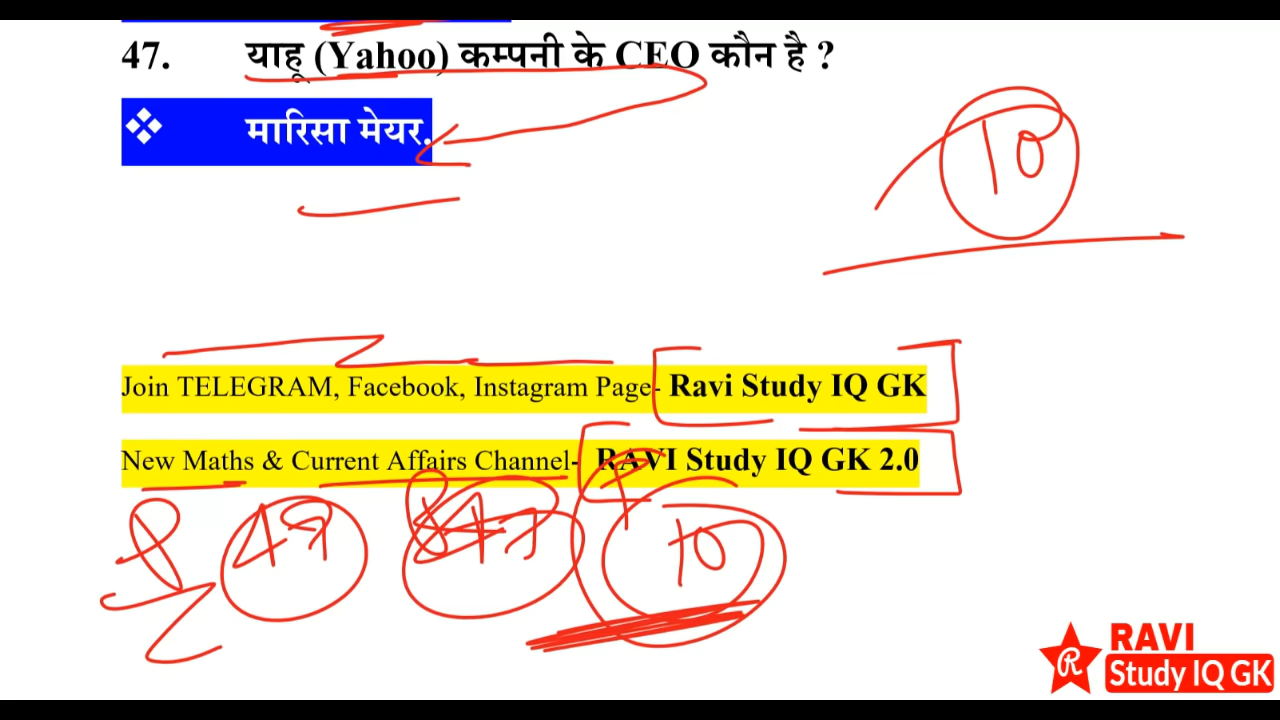 47. याहू (Yahoo) कम्पनी के CEO कौन है ?
❖ मारिसा मेयर.
10
Join TELEGRAM, Facebook, Instagram Page- Ravi Study IQ GK
New Maths & Current Affairs Channel- RAVI Study IQ GK 2.0
47 47 10
RAVI
R Study IQ GK